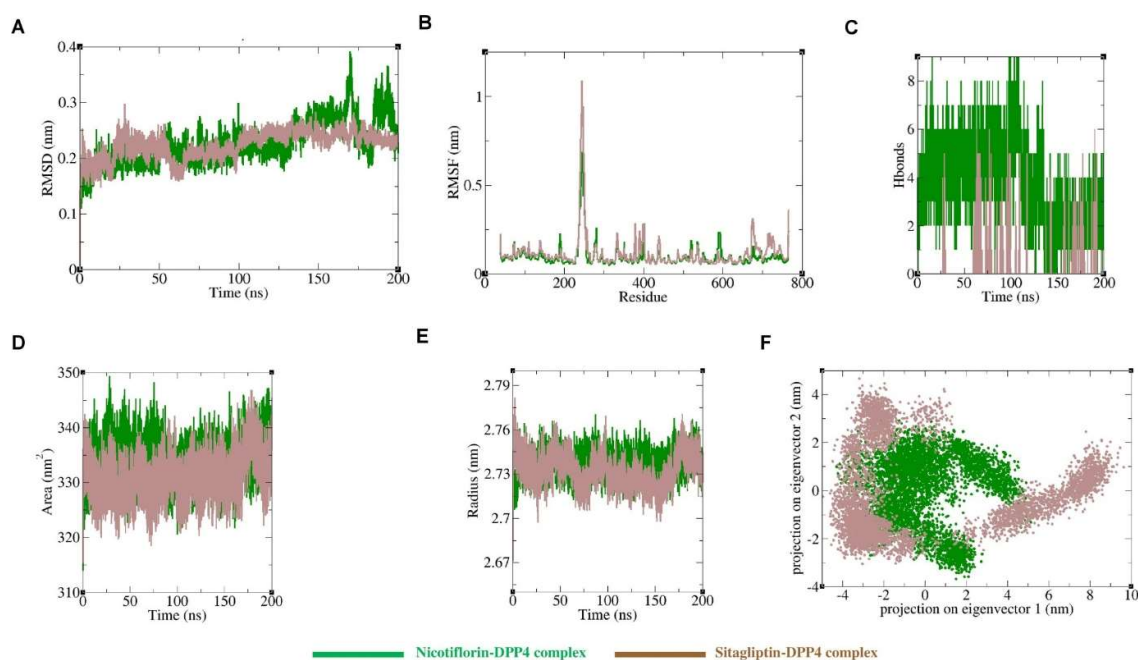 A
RMSD (nm)
0.4
0.3
0.2
0.1
0
0 50 100 150 200
Time (ns)
B
RMSF (nm)
1
0.5
0
0 200 400 600 800
Residue
C
Hbonds
8
6
4
2
0
0 50 100 150 200
Time (ns)
D
Area (nm2)
350
340
330
320
310
0 50 100 150 200
Time (ns)
E
Radius (nm)
2.79
2.76
2.73
2.7
2.67
0 50 100 150 200
Time (ns)
F
projection on eigenvector 2 (nm)
4
2
0
-2
-4
-4 -2 0 2 4 6 8 10
projection on eigenvector 1 (nm)
Nicotiflorin-DPP4 complex Sitagliptin-DPP4 complex